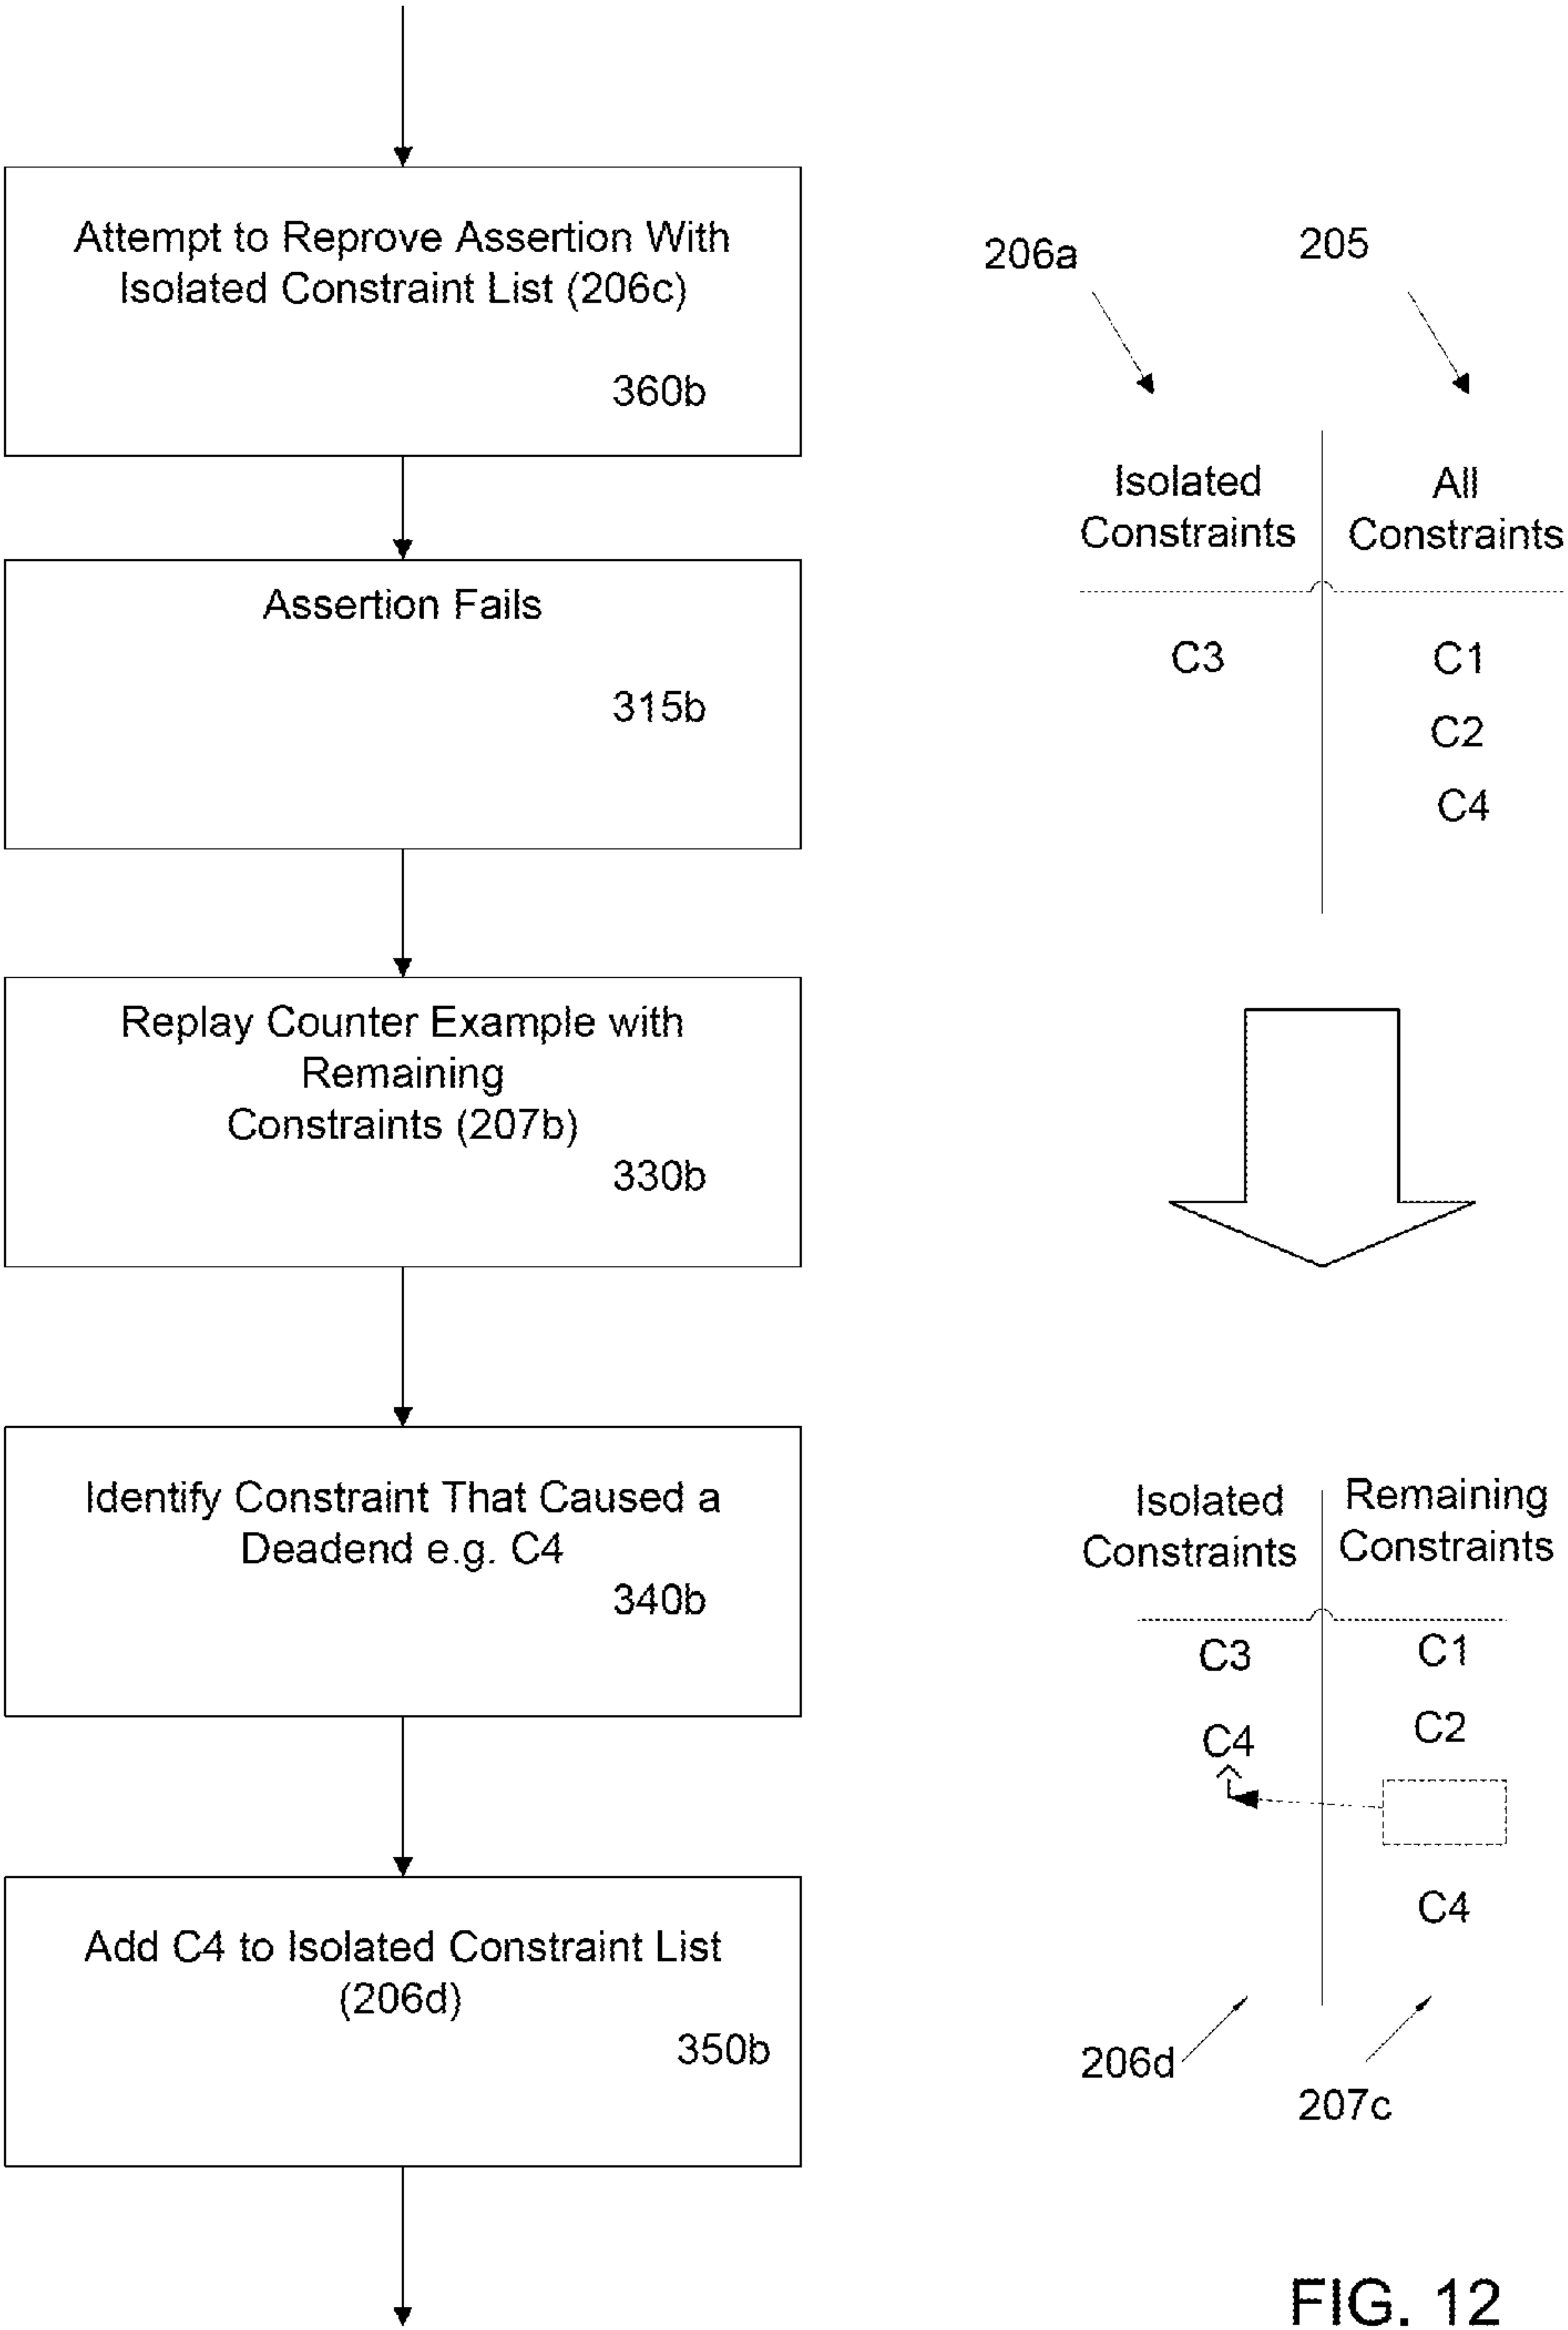 Attempt to Reprove Assertion With
Isolated Constraint List (206c)
360b
Assertion Fails
315b
Replay Counter Example with
Remaining
Constraints (207b)
330b
Identify Constraint That Caused a
Deadend e.g. C4
340b
Add C4 to Isolated Constraint List
(206d)
350b
206a
205
Isolated
Constraints
All
Constraints
C3
C1
C2
C4
Isolated
Constraints
Remaining
Constraints
C3
C4
C1
C2
C4
206d
207c
FIG. 12